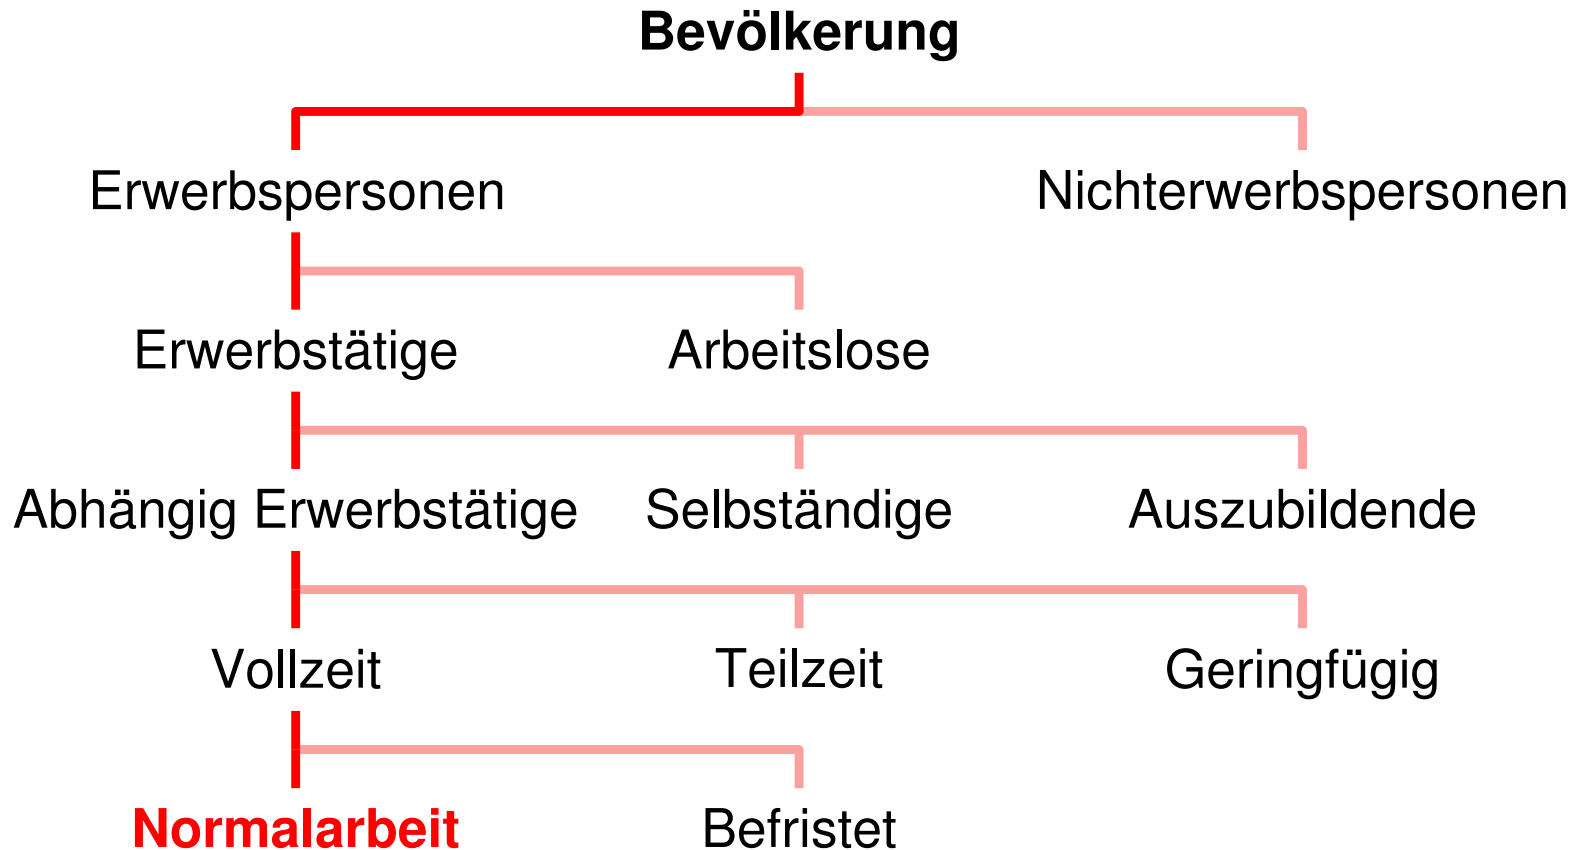 Bevölkerung
Erwerbspersonen Nichterwerbspersonen
Erwerbstätige Arbeitslose
Abhängig Erwerbstätige Selbständige Auszubildende
Vollzeit Teilzeit Geringfügig
Normalarbeit Befristet